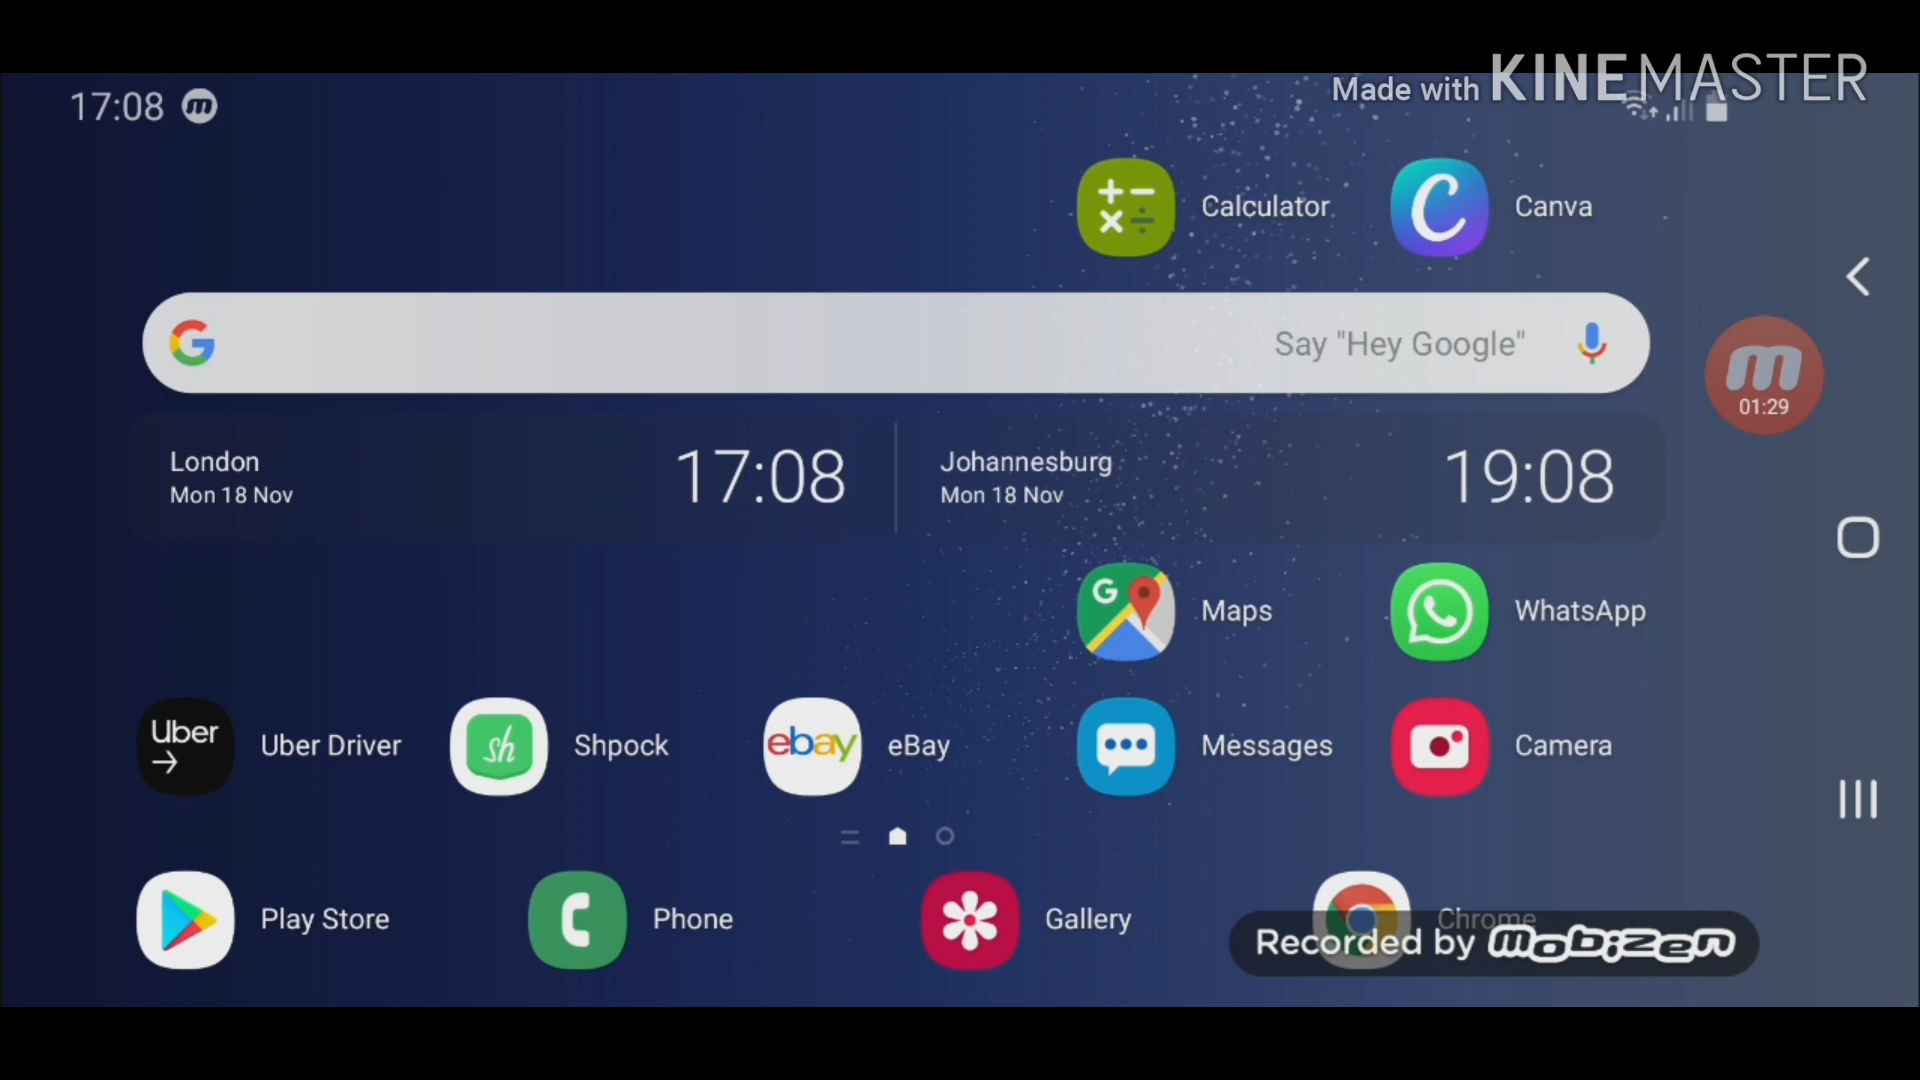 Made with KINEMASTER
17:08 m
+ −
× ÷
Calculator
C
Canva
G Say "Hey Google"
m
01:29
London
Mon 18 Nov
17:08
Johannesburg
Mon 18 Nov
19:08
G
Maps
WhatsApp
Uber
Uber Driver
sh
Shpock
ebay
eBay
Messages
Camera
Play Store
Phone
Gallery
Chrome
Recorded by mobizen